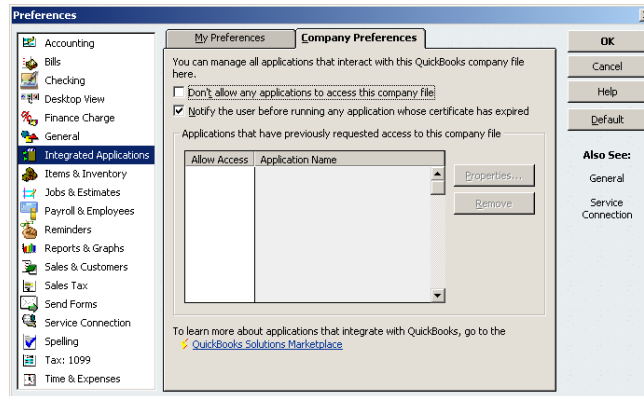 Preferences
Accounting
Bills
Checking
Desktop View
Finance Charge
General
Integrated Applications
Items & Inventory
Jobs & Estimates
Payroll & Employees
Reminders
Reports & Graphs
Sales & Customers
Sales Tax
Send Forms
Service Connection
Spelling
Tax: 1099
Time & Expenses
My Preferences
Company Preferences
You can manage all applications that interact with this QuickBooks company file
here.
Don't allow any applications to access this company file
Notify the user before running any application whose certificate has expired
Applications that have previously requested access to this company file
Allow Access
Application Name
Properties...
Remove
To learn more about applications that integrate with QuickBooks, go to the
QuickBooks Solutions Marketplace
OK
Cancel
Help
Default
Also See:
General
Service
Connection